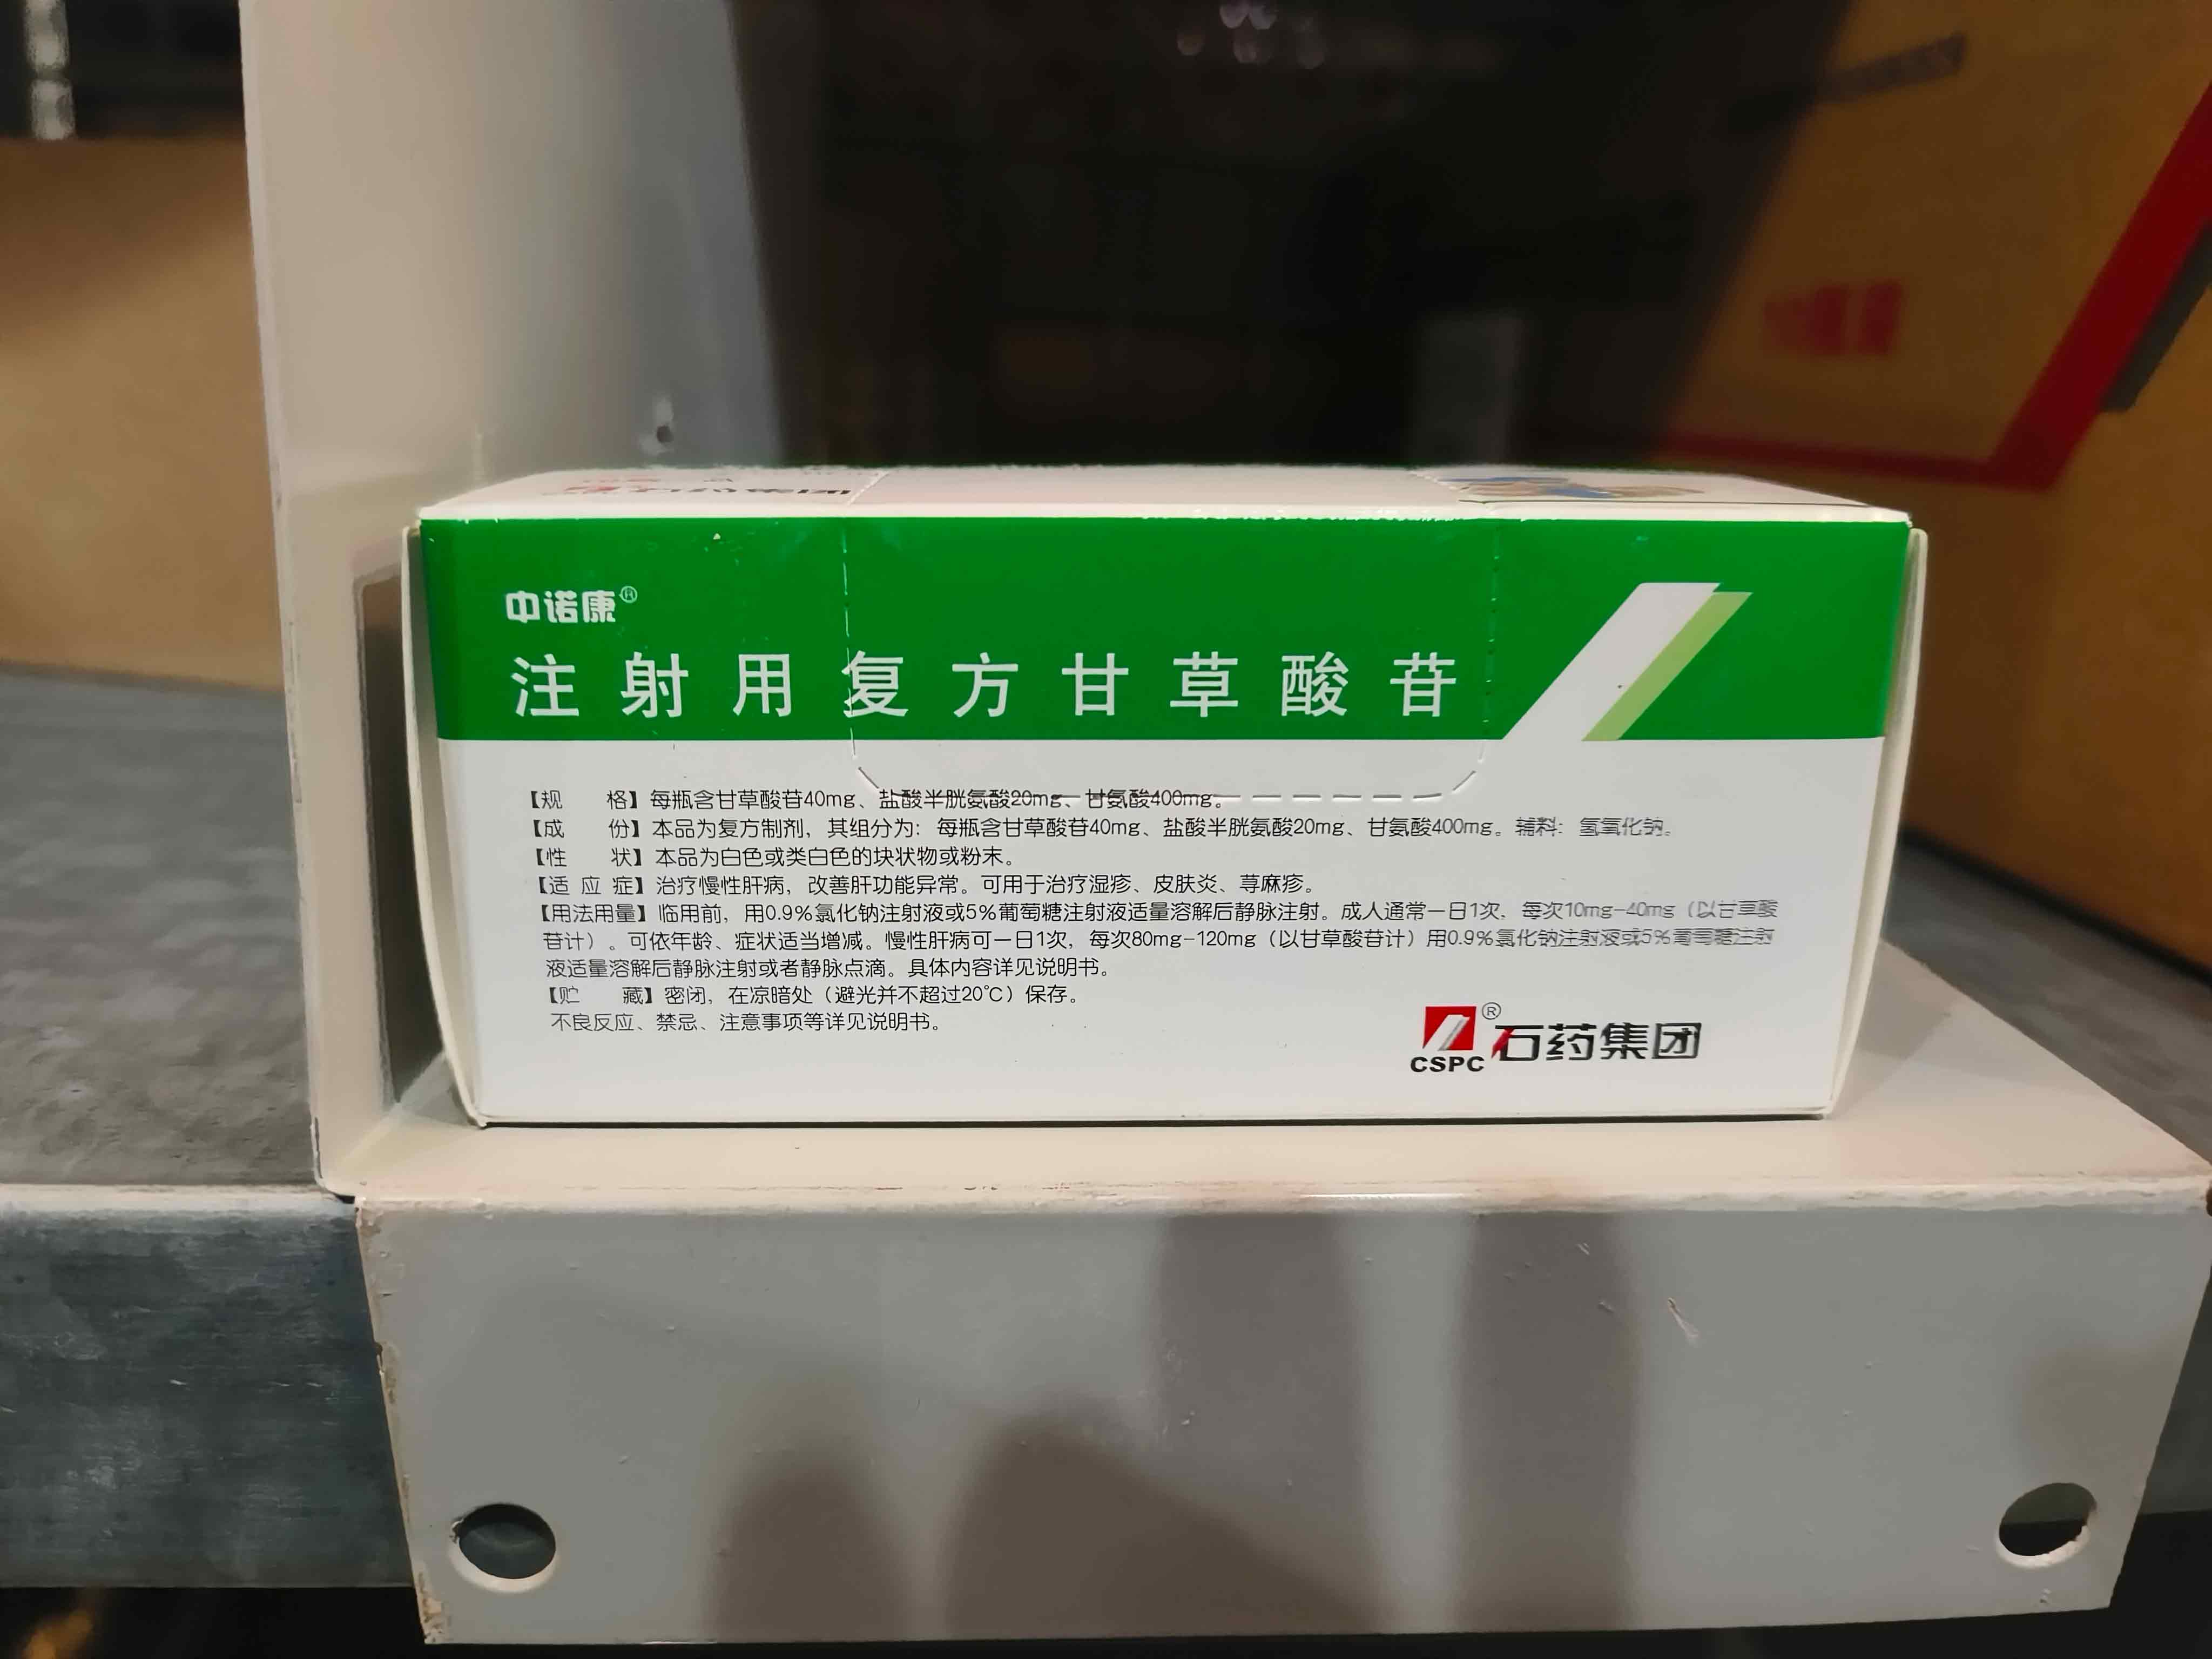 中诺康®
注射用复方甘草酸苷
【规 格】每瓶含甘草酸苷40mg、盐酸半胱氨酸20mg、甘氨酸400mg。
【成 份】本品为复方制剂，其组分为：每瓶含甘草酸苷40mg、盐酸半胱氨酸20mg、甘氨酸400mg。辅料：氢氧化钠。
【性 状】本品为白色或类白色的块状物或粉末。
【适 应 症】治疗慢性肝病，改善肝功能异常。可用于治疗湿疹、皮肤炎、荨麻疹。
【用法用量】临用前，用0.9%氯化钠注射液或5%葡萄糖注射液适量溶解后静脉注射。成人通常一日1次，每次10mg-40mg（以甘草酸
苷计）。可依年龄、症状适当增减。慢性肝病可一日1次，每次80mg-120mg（以甘草酸苷计）用0.9%氯化钠注射液或5%葡萄糖注射
液适量溶解后静脉注射或者静脉点滴。具体内容详见说明书。
【贮 藏】密闭，在凉暗处（避光并不超过20℃）保存。
不良反应、禁忌、注意事项等详见说明书。
CSPC®石药集团